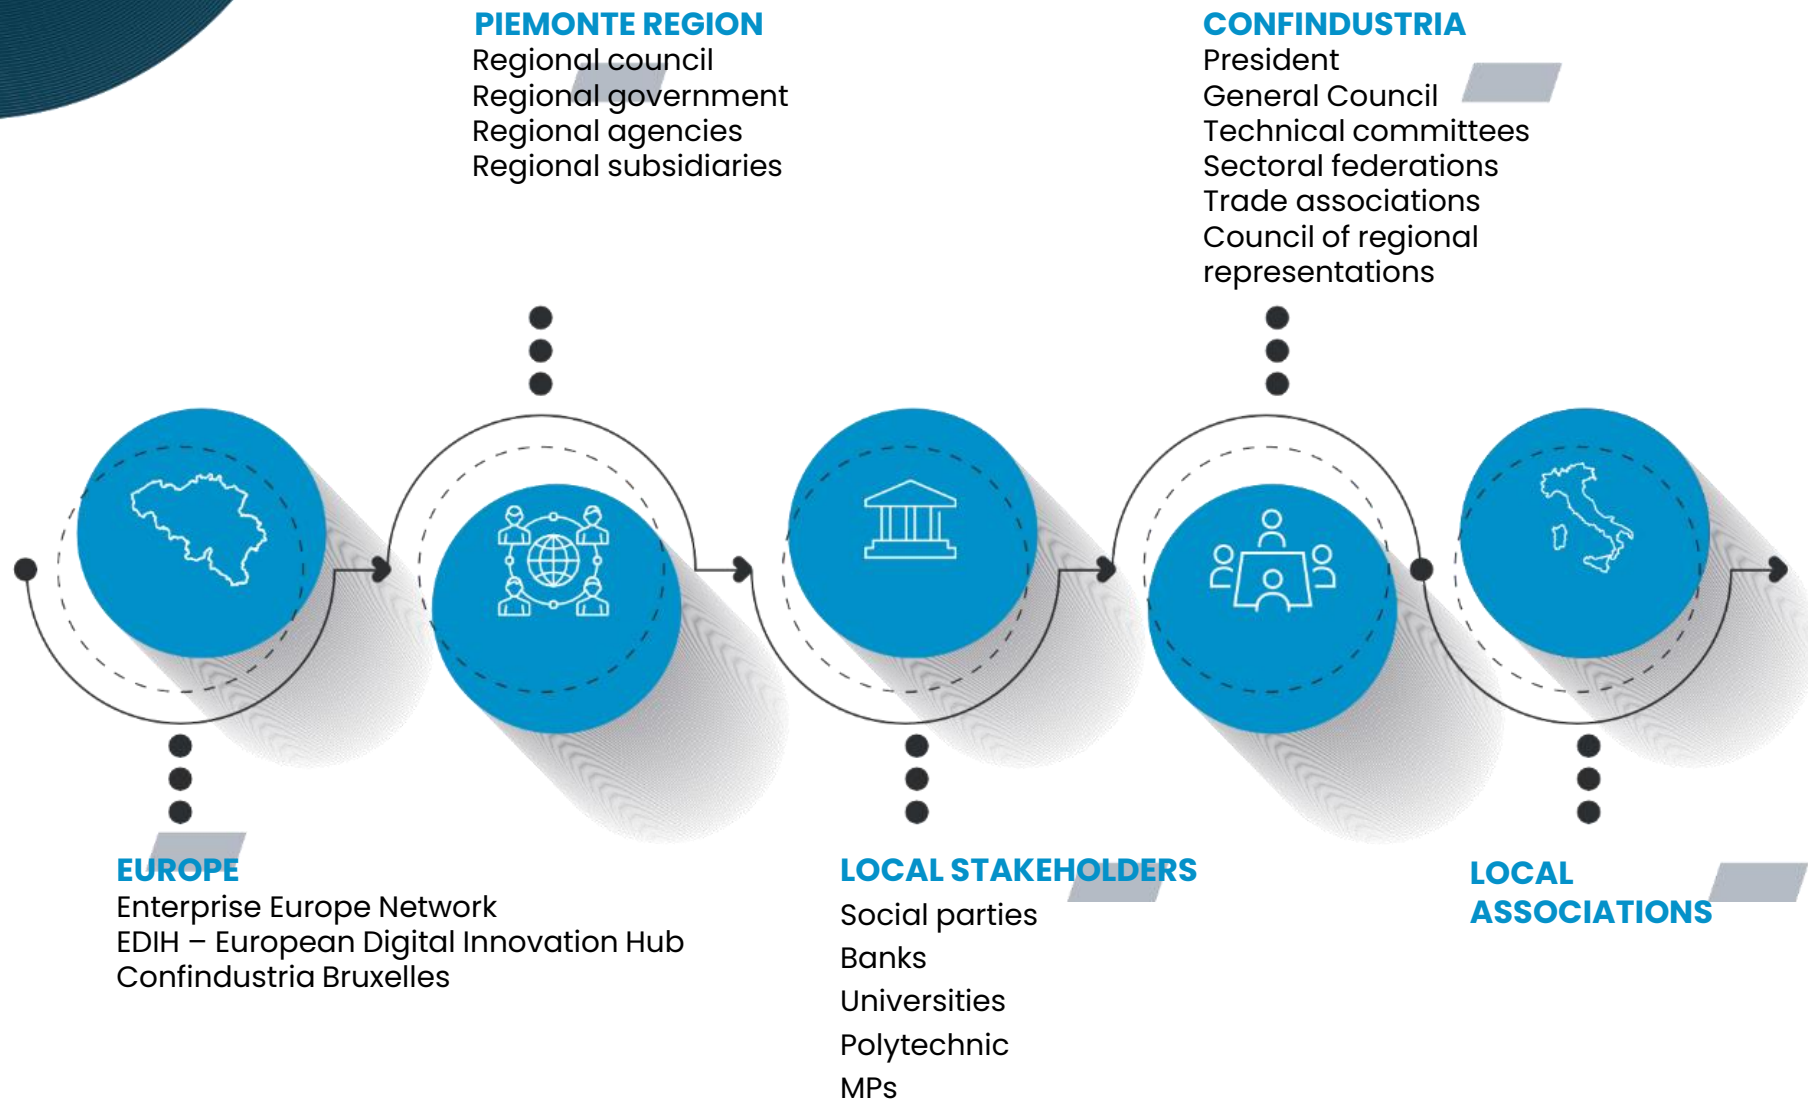 PIEMONTE REGION
Regional council
Regional government
Regional agencies
Regional subsidiaries
CONFINDUSTRIA
President
General Council
Technical committees
Sectoral federations
Trade associations
Council of regional
representations
EUROPE
Enterprise Europe Network
EDIH – European Digital Innovation Hub
Confindustria Bruxelles
LOCAL STAKEHOLDERS
Social parties
Banks
Universities
Polytechnic
MPs
LOCAL
ASSOCIATIONS